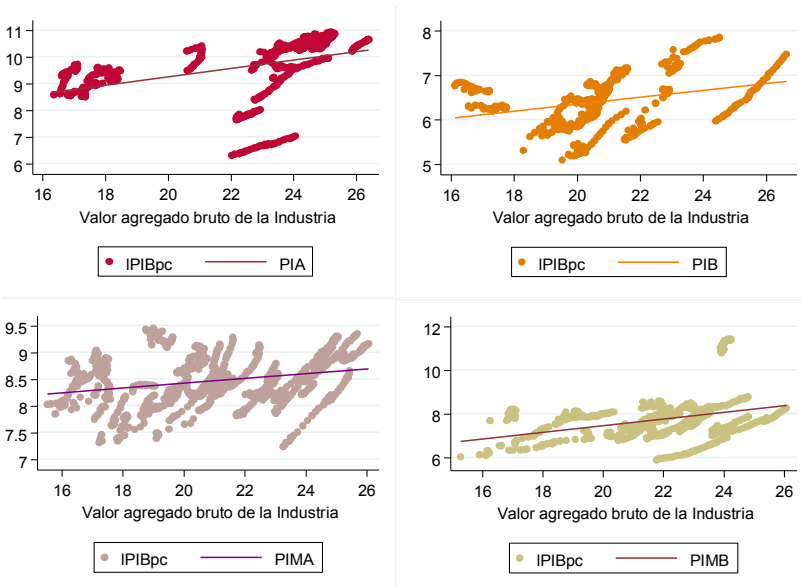 11
10
9
8
7
6
16 18 20 22 24 26
Valor agregado bruto de la Industria
lPIBpc PIA
8
7
6
5
16 18 20 22 24 26
Valor agregado bruto de la Industria
lPIBpc PIB
9.5
9
8.5
8
7.5
7
16 18 20 22 24 26
Valor agregado bruto de la Industria
lPIBpc PIMA
12
10
8
6
16 18 20 22 24 26
Valor agregado bruto de la Industria
lPIBpc PIMB